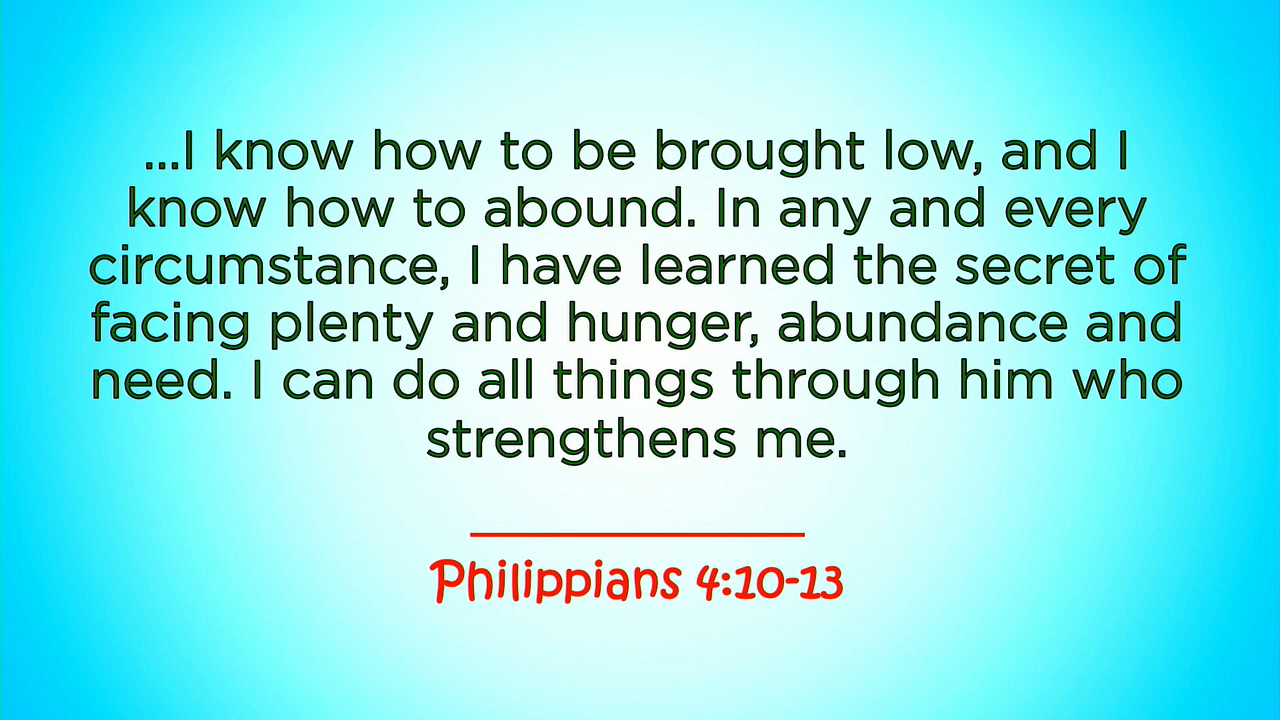 ...I know how to be brought low, and I
know how to abound. In any and every
circumstance, I have learned the secret of
facing plenty and hunger, abundance and
need. I can do all things through him who
strengthens me.
Philippians 4:10-13